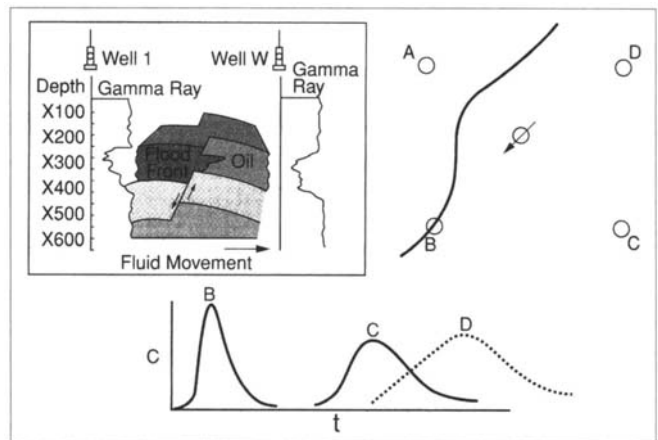 Well 1
Well W
Depth
Gamma Ray
Gamma
Ray
X100
X200
X300
X400
X500
X600
Flood
Front
Oil
Fluid Movement
A
D
B
C
B
C
D
C
t